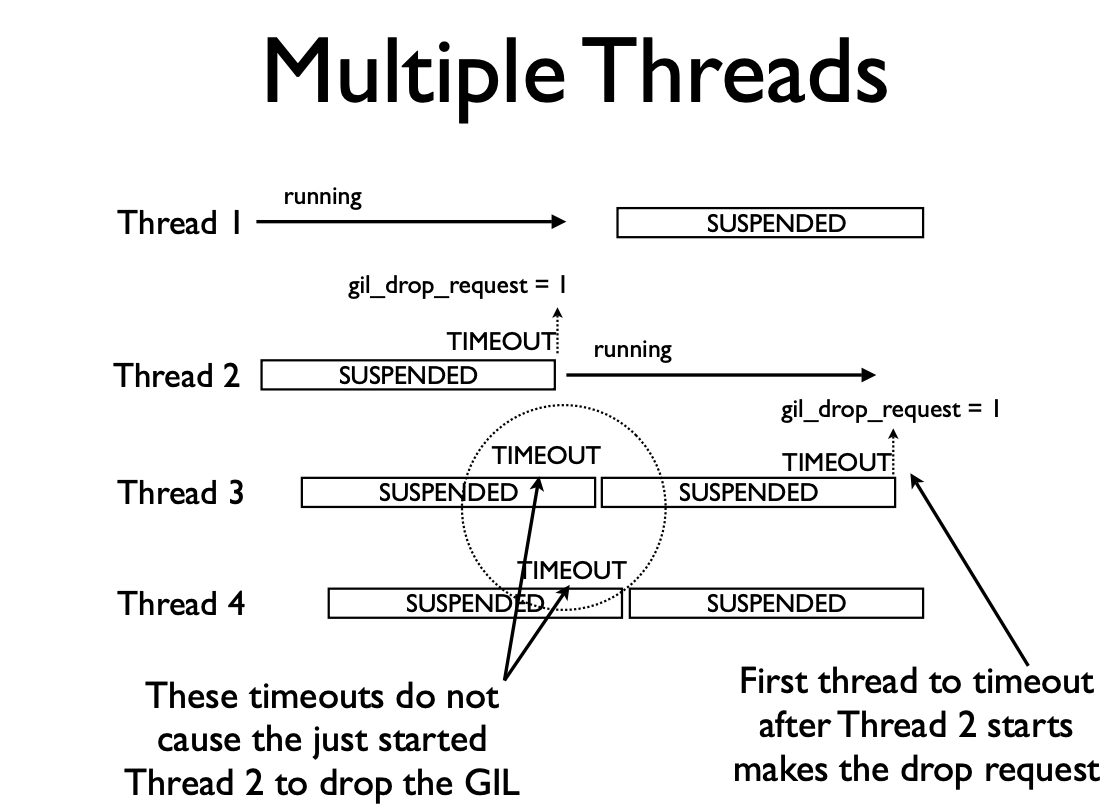 Multiple Threads
running
Thread 1
SUSPENDED
gil_drop_request = 1
TIMEOUT
running
Thread 2
SUSPENDED
gil_drop_request = 1
TIMEOUT
TIMEOUT
Thread 3
SUSPENDED
SUSPENDED
TIMEOUT
Thread 4
SUSPENDED
SUSPENDED
These timeouts do not
cause the just started
Thread 2 to drop the GIL
First thread to timeout
after Thread 2 starts
makes the drop request